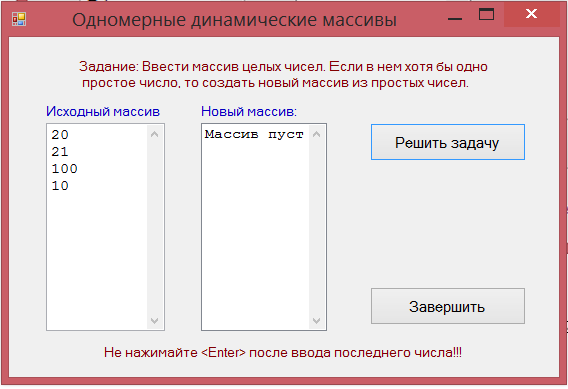 Одномерные динамические массивы
Задание: Ввести массив целых чисел. Если в нем хотя бы одно
простое число, то создать новый массив из простых чисел.
Исходный массив
Новый массив:
20
21
100
10
Массив пуст
Решить задачу
Завершить
Не нажимайте <Enter> после ввода последнего числа!!!